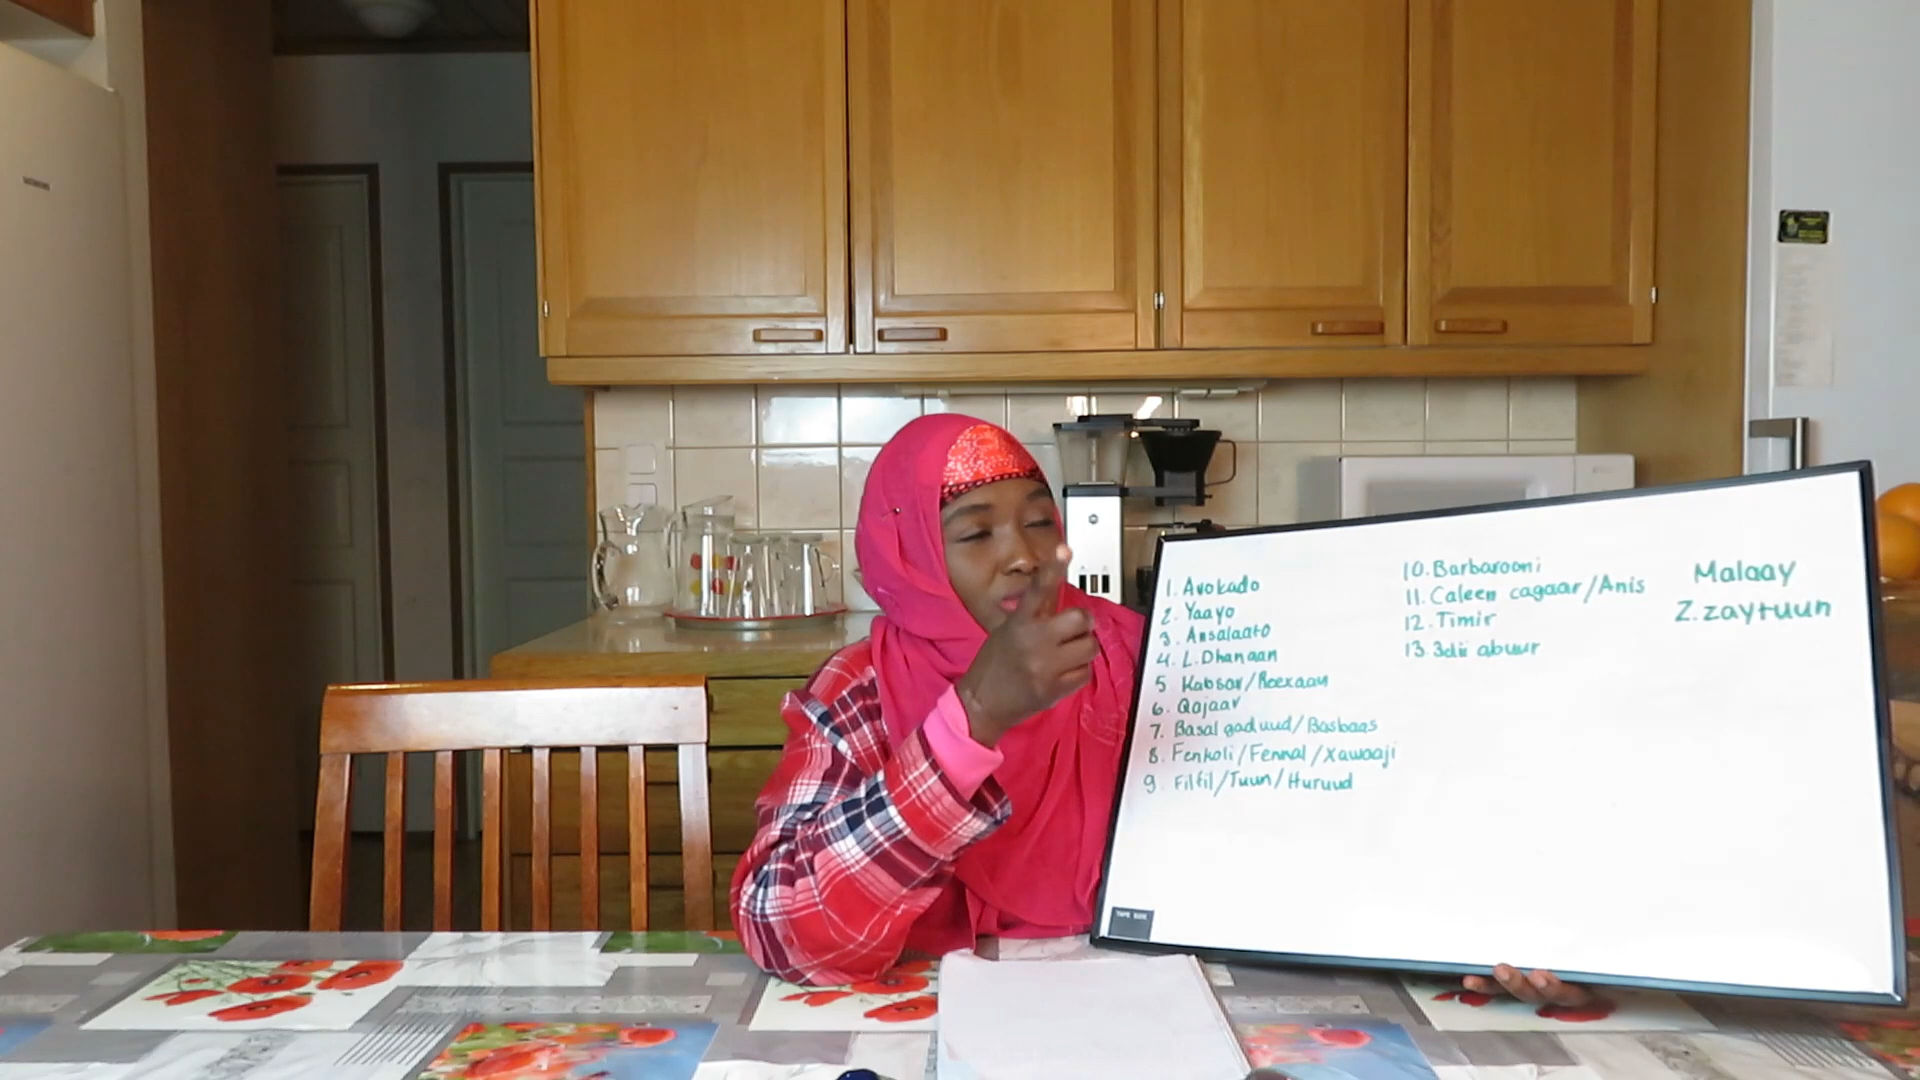 1. Avokado
2. Yaayo
3. Ansalaato
4. L.Dhanaan
5 Kabsar/Reexaan
6. Qajaar
7. Basal gaduud/Basbaas
8. Fenkoli/Fennal/Xawaaji
9. Filfil/Tuun/Huruud
10. Barbarooni
11. Caleen cagaar/Anis
12. Timir
13. 3dii abuur
Malaay
Z.zaytuun